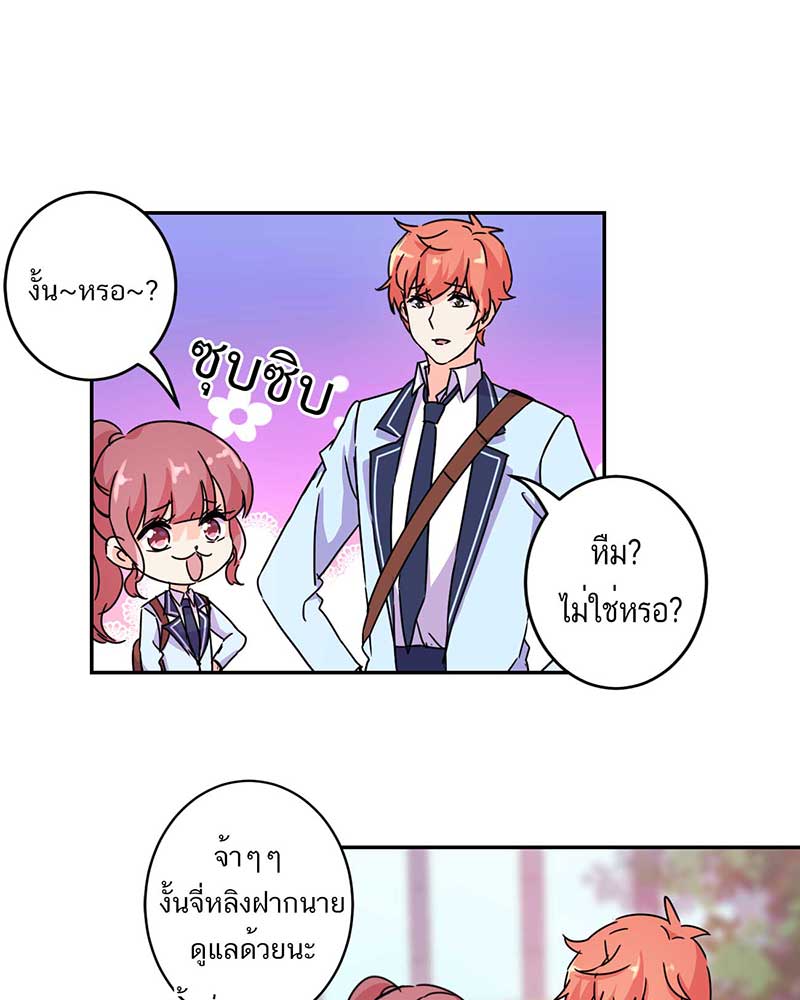 งั้น~หรอ~?
ซุบซิบ
หืม?
ไม่ใช่หรอ?
จ้าๆๆ
งั้นจี่หลิงฝากนาย
ดูแลด้วยนะ